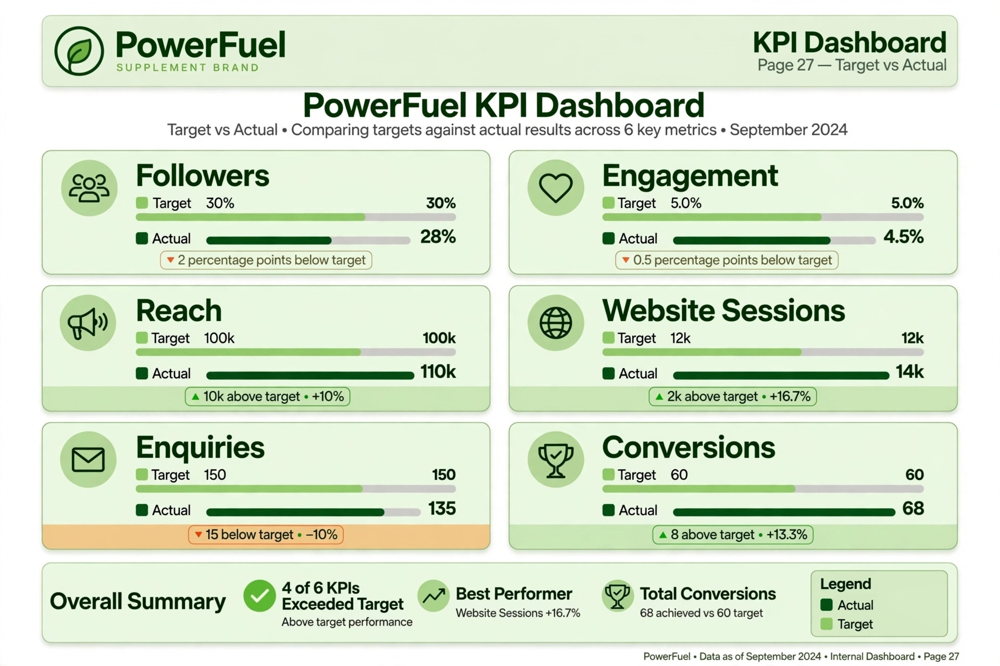 PowerFuel
SUPPLEMENT BRAND
KPI Dashboard
Page 27 — Target vs Actual
PowerFuel KPI Dashboard
Target vs Actual • Comparing targets against actual results across 6 key metrics • September 2024
Followers
Target 30% 30%
Actual 28%
▼ 2 percentage points below target
Engagement
Target 5.0% 5.0%
Actual 4.5%
▼ 0.5 percentage points below target
Reach
Target 100k 100k
Actual 110k
▲ 10k above target • +10%
Website Sessions
Target 12k 12k
Actual 14k
▲ 2k above target • +16.7%
Enquiries
Target 150 150
Actual 135
▼ 15 below target • −10%
Conversions
Target 60 60
Actual 68
▲ 8 above target • +13.3%
Overall Summary
4 of 6 KPIs
Exceeded Target
Above target performance
Best Performer
Website Sessions +16.7%
Total Conversions
68 achieved vs 60 target
Legend
Actual
Target
PowerFuel • Data as of September 2024 • Internal Dashboard • Page 27